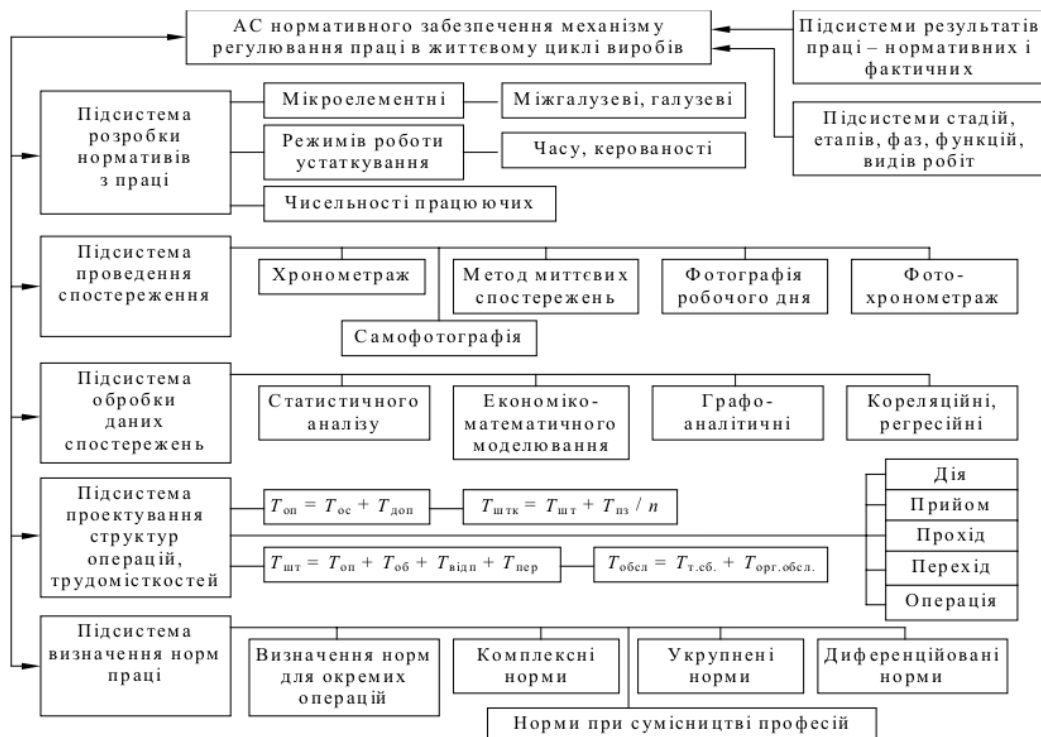 АС нормативного забезпечення механізму
регулювання праці в життєвому циклі виробів
Підсистеми результатів
праці – нормативних і
фактичних
Підсистеми стадій,
етапів, фаз, функцій,
видів робіт
Підсистема
розробки
нормативів
з праці
Мікроелементні
Міжгалузеві, галузеві
Режимів роботи
устаткування
Часу, керованості
Чисельності працюючих
Підсистема
проведення
спостереження
Хронометраж
Метод миттєвих
спостережень
Фотографія
робочого дня
Фото-
хронометраж
Самофотографія
Підсистема
обробки
даних
спостережень
Статистичного
аналізу
Економіко-
математичного
моделювання
Графо-
аналітичні
Кореляційні,
регресійні
Підсистема
проектування
структур
операцій,
трудомісткостей
Tоп = Tос + Tдоп
Tштк = Tшт + Tпз / n
Tшт = Tоп + Tоб + Tвідп + Tпер
Tобсл = Tт.сб. + Tорг.обсл.
Дія
Прийом
Прохід
Перехід
Операція
Підсистема
визначення норм
праці
Визначення норм
для окремих
операцій
Комплексні
норми
Укрупнені
норми
Диференційовані
норми
Норми при сумісництві професій